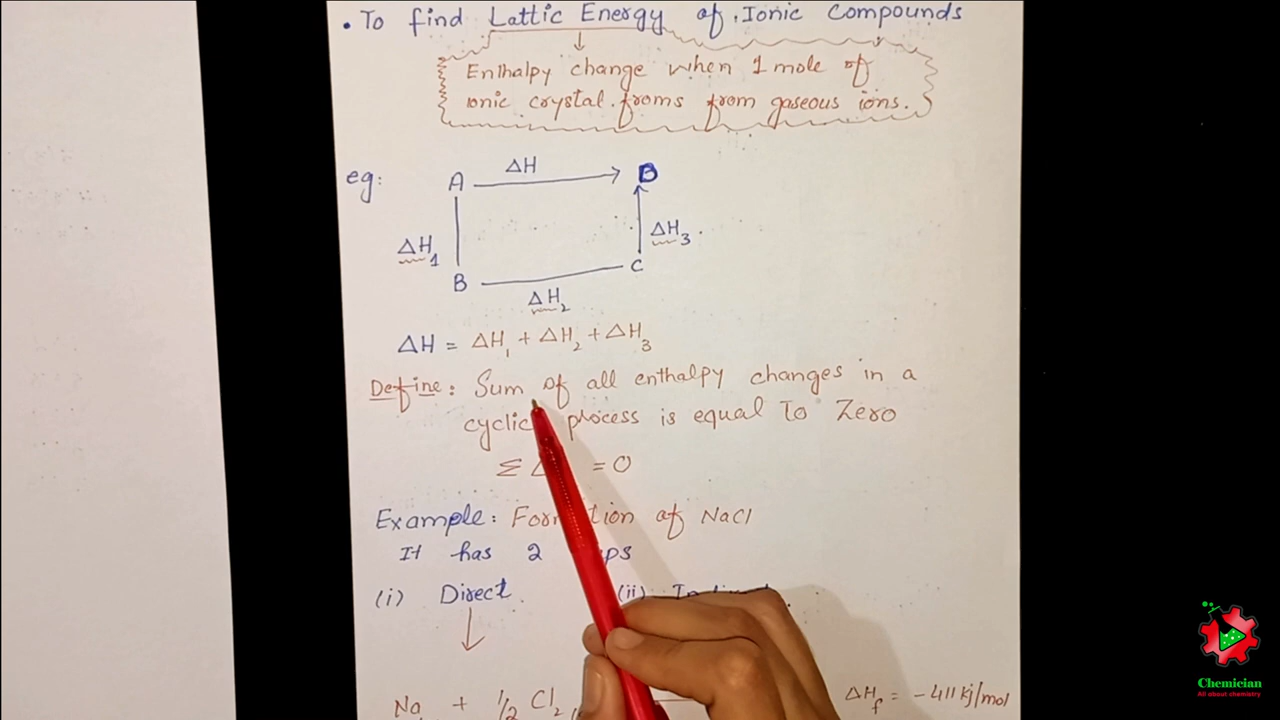 • To find Lattic Energy of Ionic Compounds
Enthalpy change when 1 mole of
ionic crystal froms from gaseous ions.
eg:
A ΔH D
ΔH1 ΔH3
B C
ΔH2
ΔH = ΔH1 + ΔH2 + ΔH3
Define: Sum of all enthalpy changes in a
cyclic process is equal To Zero
Σ = 0
Example: Formation of NaCl
It has 2
(i) Direct (ii)
Na + 1/2 Cl2 ΔHf = -411 kj/mol
Chemician
All about chemistry